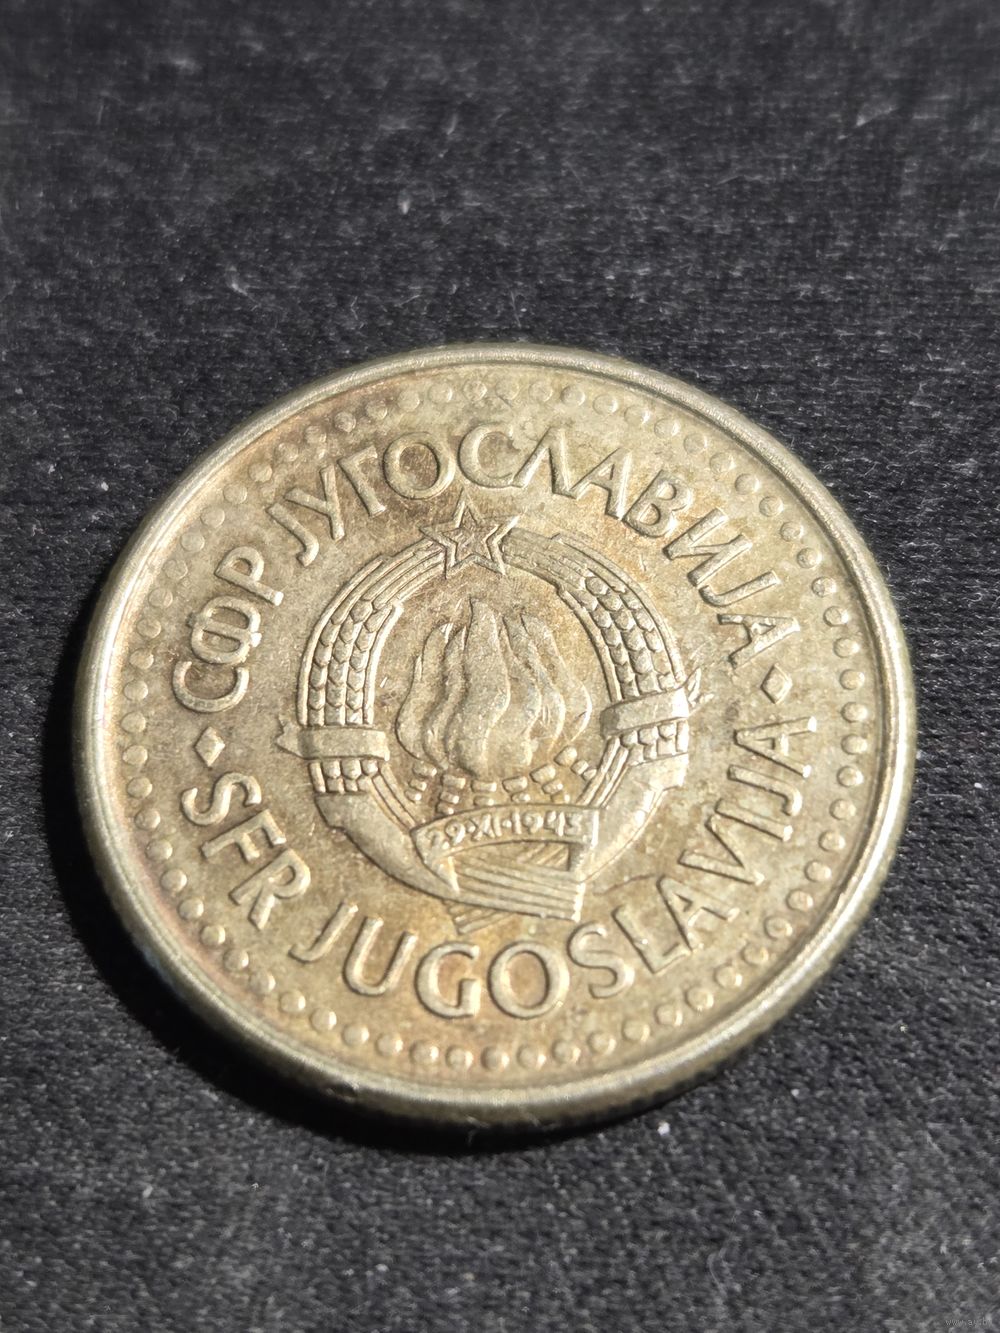 СФР ЈУГОСЛАВИЈА
SFR JUGOSLAVIJA
29·XI·1943